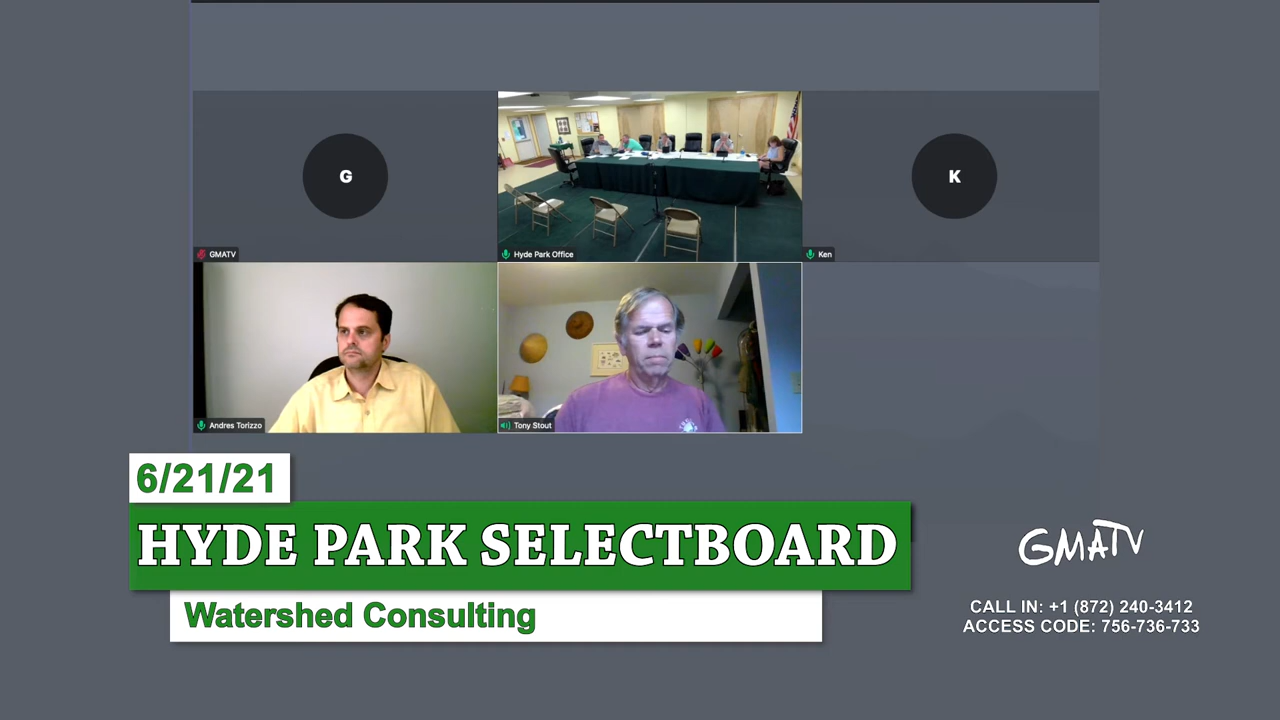 G
K
GMATV
Hyde Park Office
Ken
Andres Torizzo
Tony Stout
6/21/21
HYDE PARK SELECTBOARD
Watershed Consulting
GMATV
CALL IN: +1 (872) 240-3412
ACCESS CODE: 756-736-733